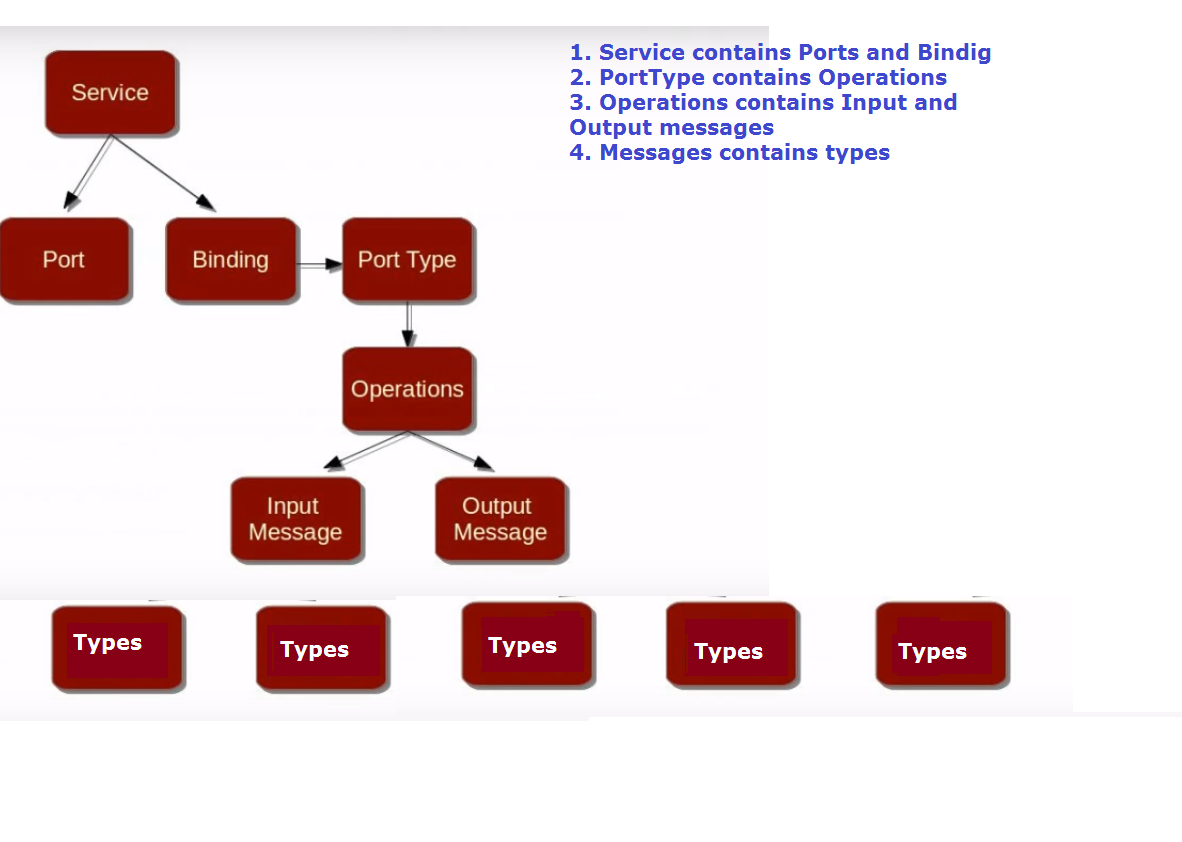 1. Service contains Ports and Bindig
2. PortType contains Operations
3. Operations contains Input and
Output messages
4. Messages contains types
Service
Port
Binding
Port Type
Operations
Input
Message
Output
Message
Types
Types
Types
Types
Types